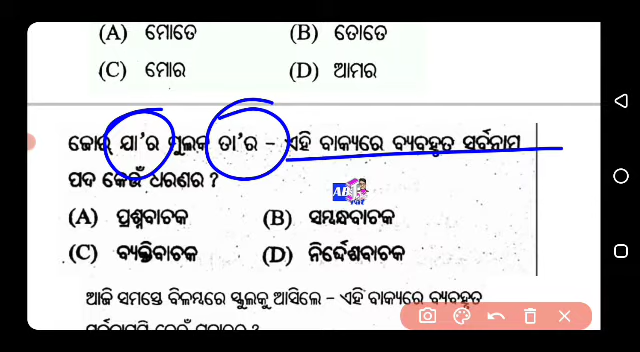 (A) ମୋତେ (B) ତୋତେ
(C) ମୋର (D) ଆମର
ଜୋର୍ ଯା'ର ମୁଲକ ତା'ର – ଏହି ବାକ୍ୟରେ ବ୍ୟବହୃତ ସର୍ବନାମ
ପଦ କେଉଁ ଧରଣର ?
(A) ପ୍ରଶ୍ନବାଚକ (B) ସମ୍ବନ୍ଧବାଚକ
(C) ବ୍ୟକ୍ତିବାଚକ (D) ନିର୍ଦ୍ଦେଶବାଚକ
ଆଜି ସମସ୍ତେ ବିଳମ୍ବରେ ସ୍କୁଲକୁ ଆସିଲେ – ଏହି ବାକ୍ୟରେ ବ୍ୟବହୃତ